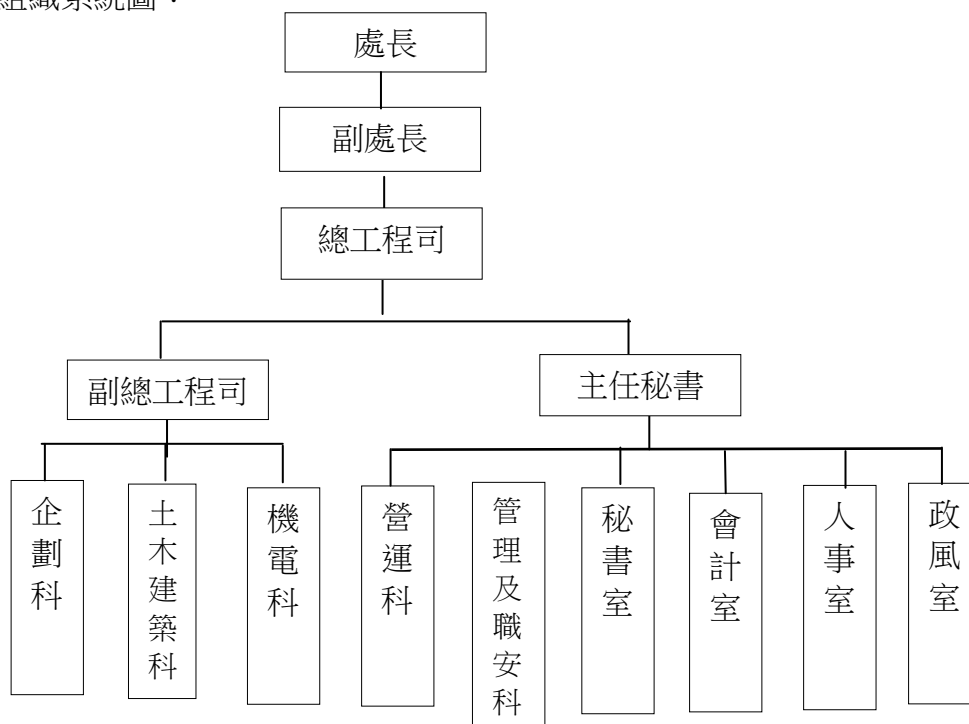 組織系統圖：
處長
副處長
總工程司
副總工程司
主任秘書
企劃科
土木建築科
機電科
營運科
管理及職安科
秘書室
會計室
人事室
政風室